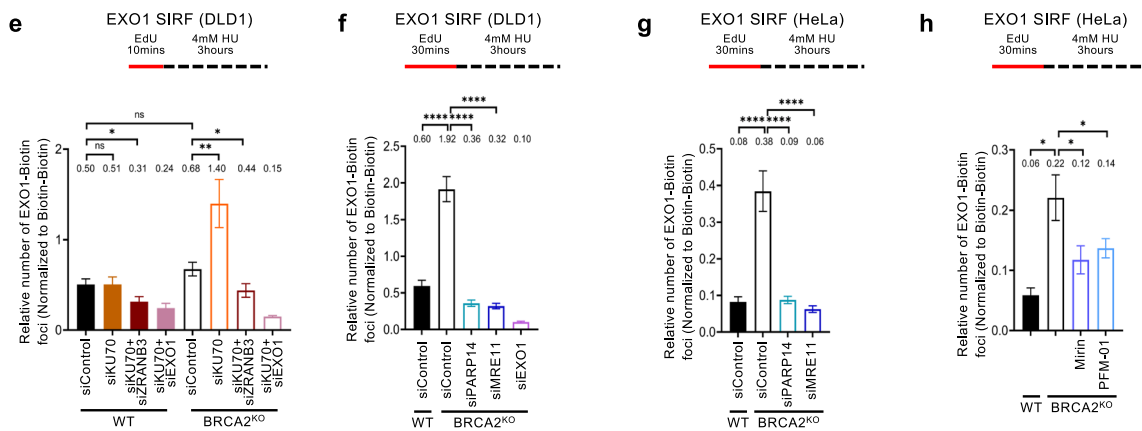 e
EXO1 SIRF (DLD1)
EdU
10mins
4mM HU
3hours
Relative number of EXO1-Biotin
foci (Normalized to Biotin-Biotin)
2
1
0
ns
*
ns
*
**
0.50 0.51 0.31 0.24 0.68 1.40 0.44 0.15
siControl
siKU70
siKU70+
siZRANB3
siKU70+
siEXO1
siControl
siKU70
siKU70+
siZRANB3
siKU70+
siEXO1
WT
BRCA2KO
f
EXO1 SIRF (DLD1)
EdU
30mins
4mM HU
3hours
Relative number of EXO1-Biotin
foci (Normalized to Biotin-Biotin)
2.5
2.0
1.5
1.0
0.5
0.0
****
**** ****
0.60 1.92 0.36 0.32 0.10
siControl
siControl
siPARP14
siMRE11
siEXO1
WT
BRCA2KO
g
EXO1 SIRF (HeLa)
EdU
30mins
4mM HU
3hours
Relative number of EXO1-Biotin
foci (Normalized to Biotin-Biotin)
0.5
0.4
0.3
0.2
0.1
0.0
****
**** ****
0.08 0.38 0.09 0.06
siControl
siControl
siPARP14
siMRE11
WT
BRCA2KO
h
EXO1 SIRF (HeLa)
EdU
30mins
4mM HU
3hours
Relative number of EXO1-Biotin
foci (Normalized to Biotin-Biotin)
0.3
0.2
0.1
0.0
*
* *
0.06 0.22 0.12 0.14
Mirin
PFM-01
WT
BRCA2KO